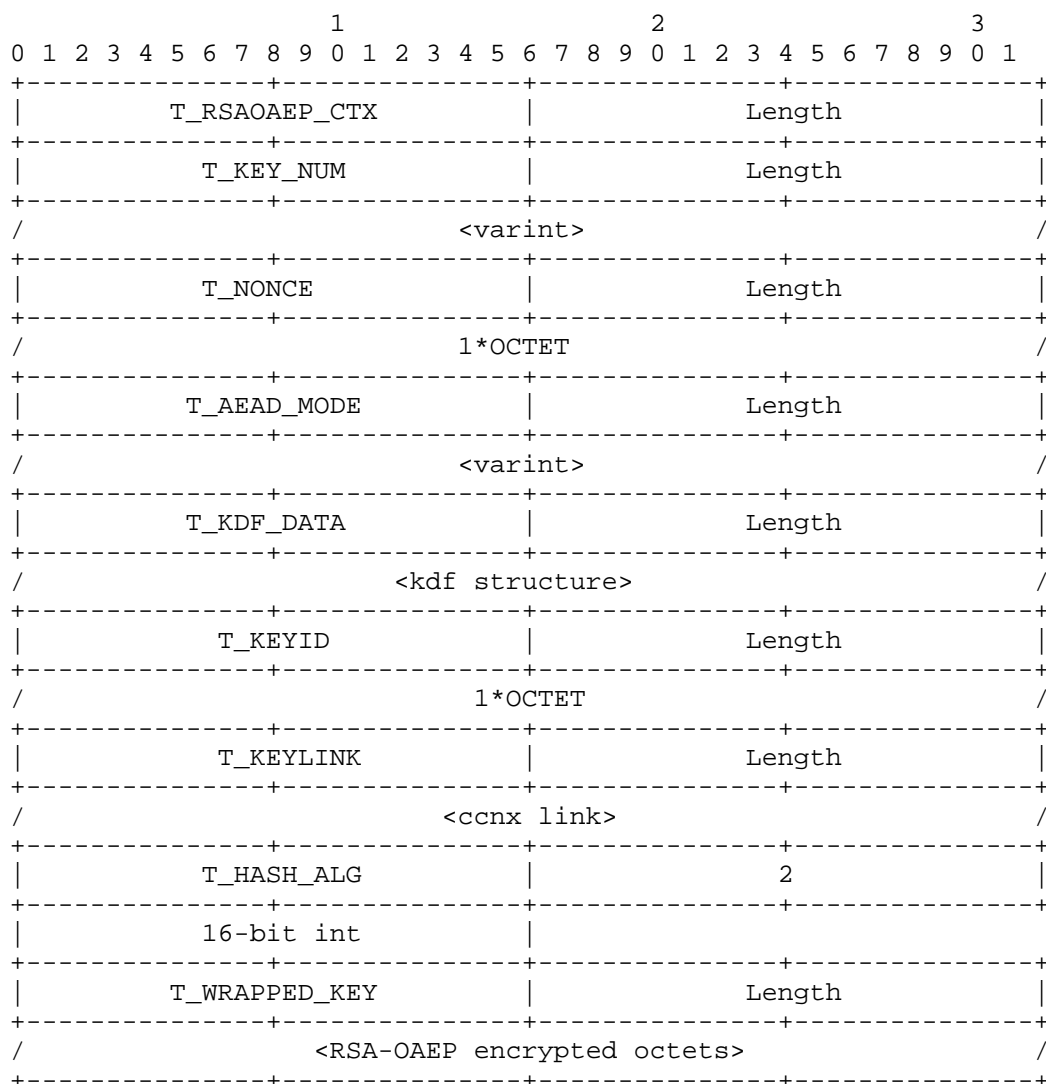 1                   2                   3
0 1 2 3 4 5 6 7 8 9 0 1 2 3 4 5 6 7 8 9 0 1 2 3 4 5 6 7 8 9 0 1
+---------------+---------------+---------------+---------------+
|         T_RSAOAEP_CTX         |             Length            |
+---------------+---------------+---------------+---------------+
|           T_KEY_NUM           |             Length            |
+---------------+---------------+---------------+---------------+
/                           <varint>                            /
+---------------+---------------+---------------+---------------+
|           T_NONCE             |             Length            |
+---------------+---------------+---------------+---------------+
/                           1*OCTET                             /
+---------------+---------------+---------------+---------------+
|          T_AEAD_MODE          |             Length            |
+---------------+---------------+---------------+---------------+
/                           <varint>                            /
+---------------+---------------+---------------+---------------+
|          T_KDF_DATA           |             Length            |
+---------------+---------------+---------------+---------------+
/                       <kdf structure>                         /
+---------------+---------------+---------------+---------------+
|            T_KEYID            |             Length            |
+---------------+---------------+---------------+---------------+
/                            1*OCTET                            /
+---------------+---------------+---------------+---------------+
|            T_KEYLINK          |             Length            |
+---------------+---------------+---------------+---------------+
/                          <ccnx link>                          /
+---------------+---------------+---------------+---------------+
|           T_HASH_ALG          |               2               |
+---------------+---------------+---------------+---------------+
|           16-bit int          |
+---------------+---------------+---------------+---------------+
|         T_WRAPPED_KEY         |             Length            |
+---------------+---------------+---------------+---------------+
/                  <RSA-OAEP encrypted octets>                  /
+---------------+---------------+---------------+---------------+